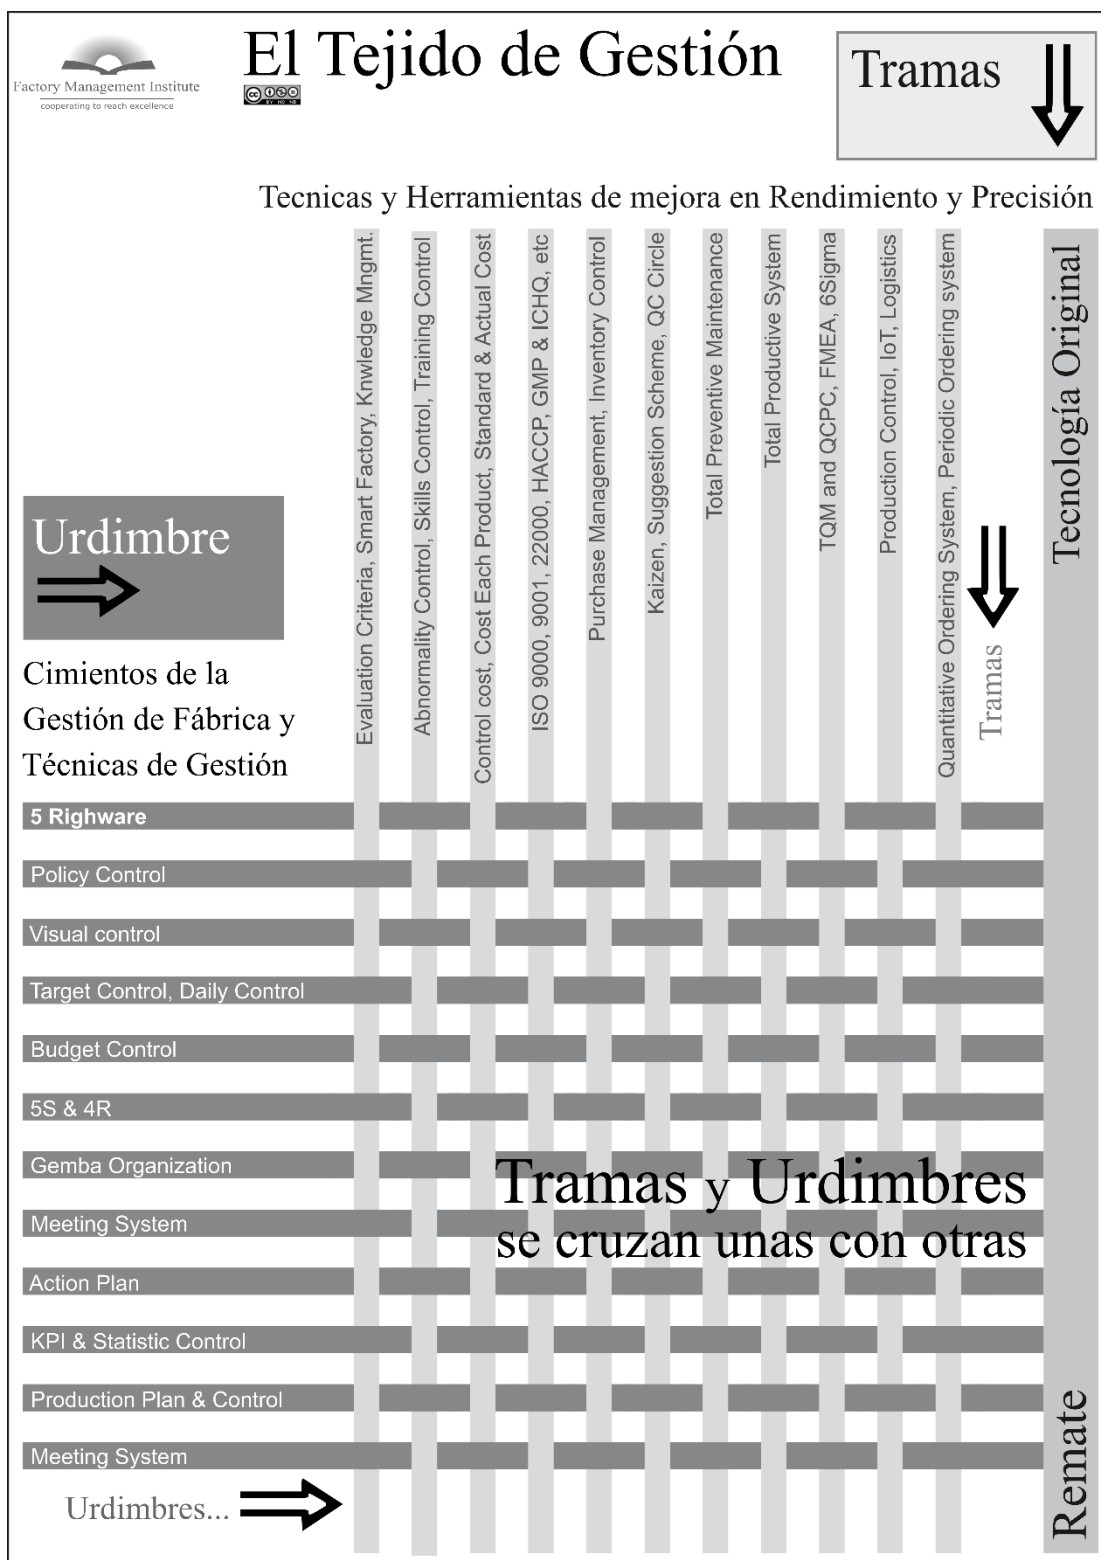 Factory Management Institute
cooperating to reach excellence
El Tejido de Gestión
cc
BY NC ND
Tramas
Tecnicas y Herramientas de mejora en Rendimiento y Precisión
Evaluation Criteria, Smart Factory, Knwledge Mngmt.
Abnormality Control, Skills Control, Training Control
Control cost, Cost Each Product, Standard & Actual Cost
ISO 9000, 9001, 22000, HACCP, GMP & ICHQ, etc
Purchase Management, Inventory Control
Kaizen, Suggestion Scheme, QC Circle
Total Preventive Maintenance
Total Productive System
TQM and QCPC, FMEA, 6Sigma
Production Control, IoT, Logistics
Quantitative Ordering System, Periodic Ordering system
Tramas
Tecnología Original
Remate
Urdimbre
Cimientos de la
Gestión de Fábrica y
Técnicas de Gestión
5 Righware
Policy Control
Visual control
Target Control, Daily Control
Budget Control
5S & 4R
Gemba Organization
Meeting System
Action Plan
KPI & Statistic Control
Production Plan & Control
Meeting System
Tramas y Urdimbres
se cruzan unas con otras
Urdimbres...